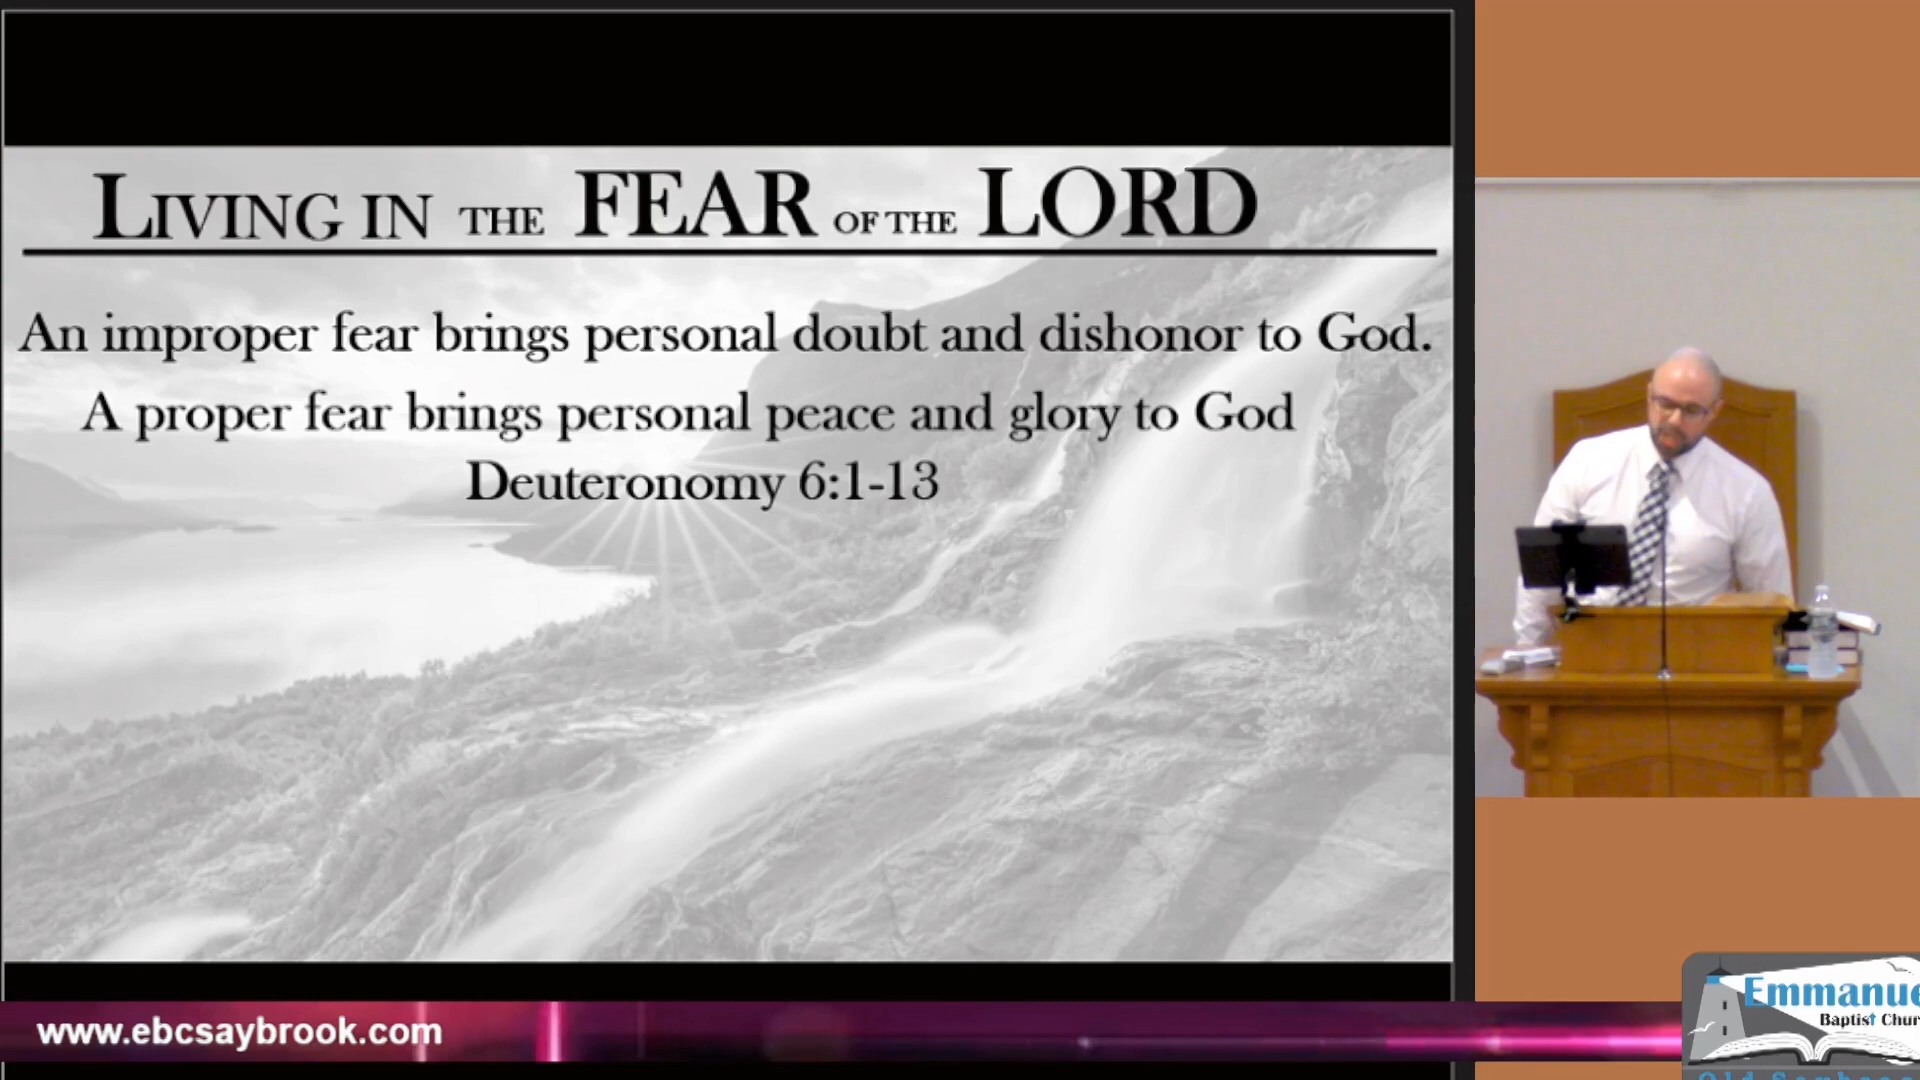 LIVING IN THE FEAR OF THE LORD
An improper fear brings personal doubt and dishonor to God.
A proper fear brings personal peace and glory to God
Deuteronomy 6:1-13
www.ebcsaybrook.com
Emmanue
Baptist Chur